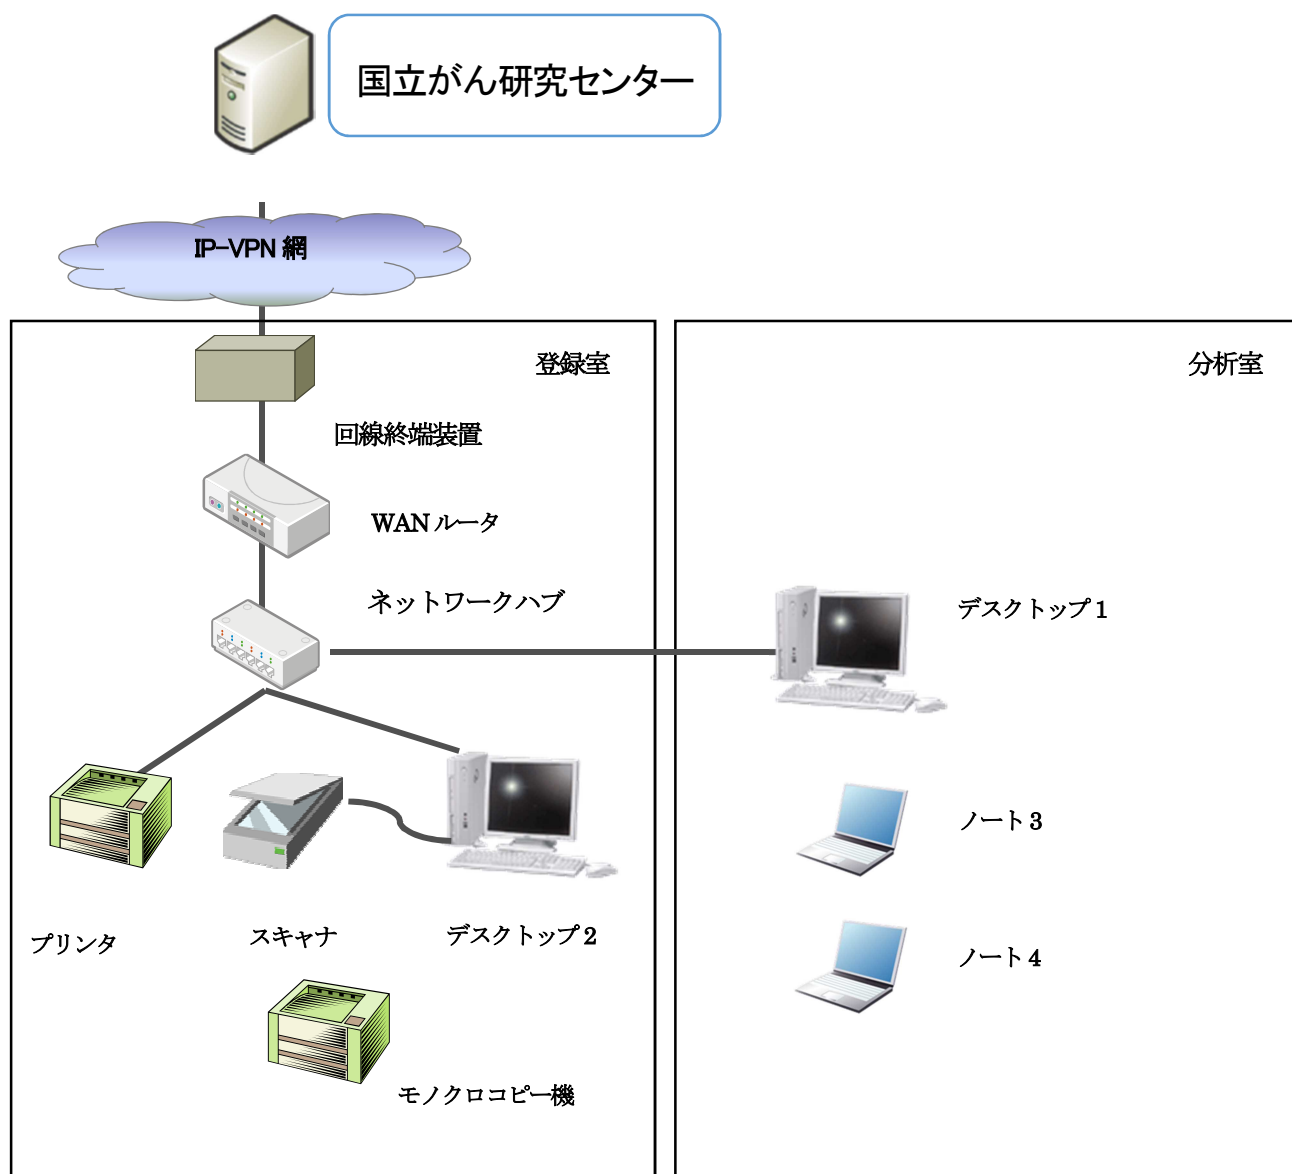 国立がん研究センター
IP-VPN 網
登録室
分析室
回線終端装置
WAN ルータ
ネットワークハブ
デスクトップ 1
ノート 3
プリンタ
スキャナ
デスクトップ 2
ノート 4
モノクロコピー機